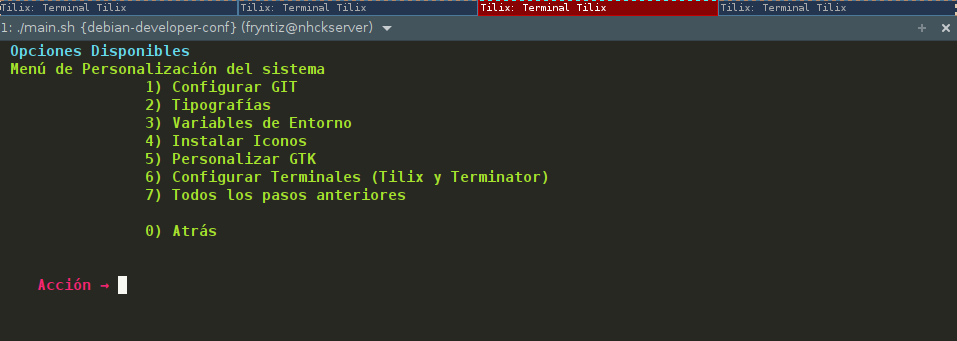 Tilix: Terminal Tilix Tilix: Terminal Tilix Tilix: Terminal Tilix Tilix: Terminal Tilix
1: ./main.sh {debian-developer-conf} (fryntiz@nhckserver)
Opciones Disponibles
Menú de Personalización del sistema
1) Configurar GIT
2) Tipografías
3) Variables de Entorno
4) Instalar Iconos
5) Personalizar GTK
6) Configurar Terminales (Tilix y Terminator)
7) Todos los pasos anteriores
0) Atrás
Acción →